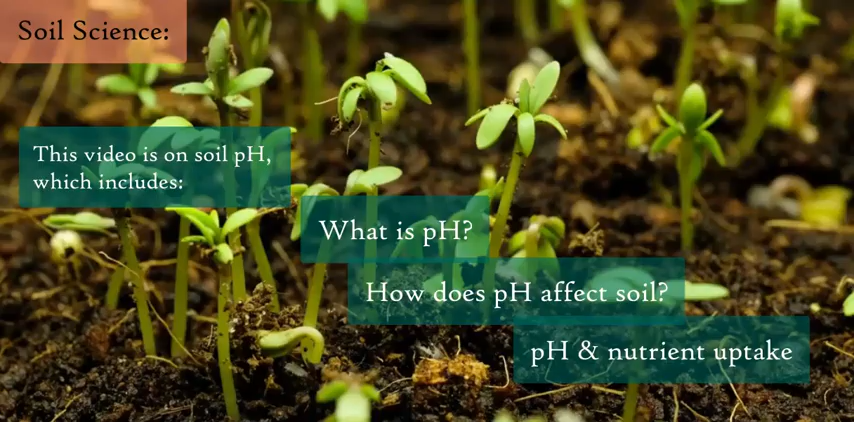 Soil Science:
This video is on soil pH,
which includes:
What is pH?
How does pH affect soil?
pH & nutrient uptake